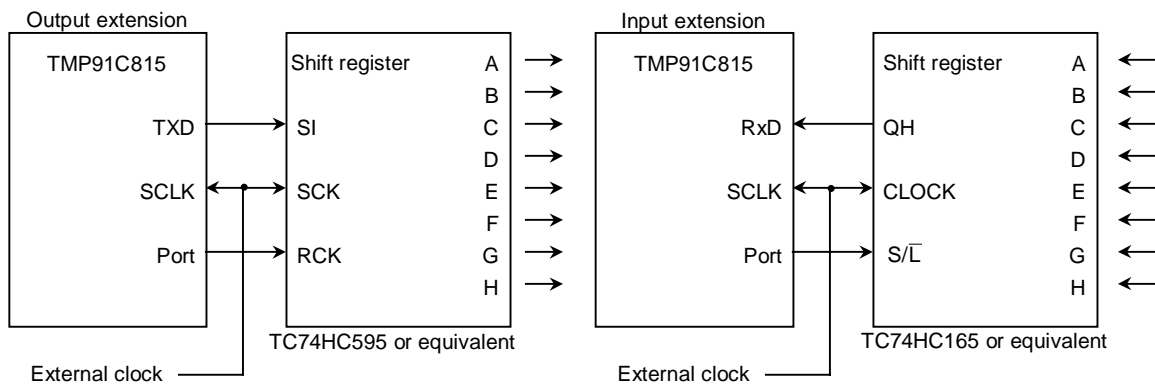 Output extension
TMP91C815
TXD
SCLK
Port
Shift register
SI
SCK
RCK
A
B
C
D
E
F
G
H
TC74HC595 or equivalent
External clock
Input extension
TMP91C815
RxD
SCLK
Port
Shift register
QH
CLOCK
S/L̅
A
B
C
D
E
F
G
H
TC74HC165 or equivalent
External clock